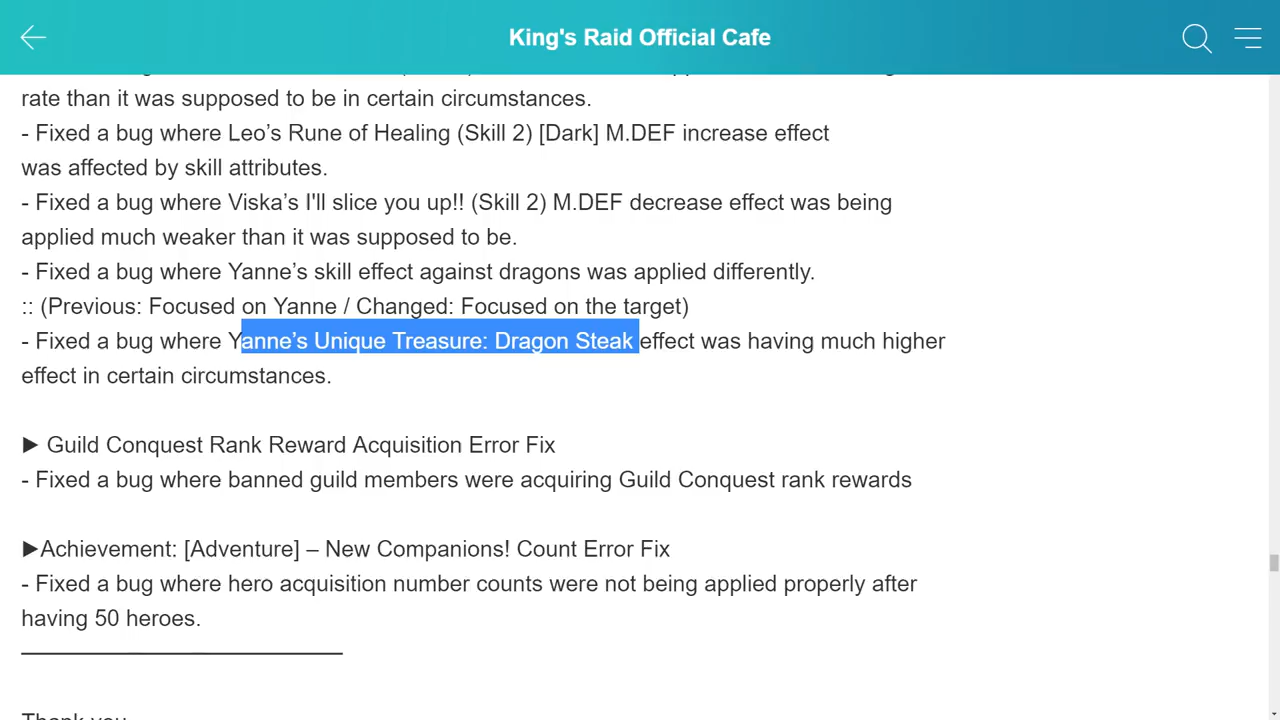 King's Raid Official Cafe
rate than it was supposed to be in certain circumstances.
- Fixed a bug where Leo’s Rune of Healing (Skill 2) [Dark] M.DEF increase effect
was affected by skill attributes.
- Fixed a bug where Viska’s I'll slice you up!! (Skill 2) M.DEF decrease effect was being
applied much weaker than it was supposed to be.
- Fixed a bug where Yanne’s skill effect against dragons was applied differently.
:: (Previous: Focused on Yanne / Changed: Focused on the target)
- Fixed a bug where Yanne’s Unique Treasure: Dragon Steak effect was having much higher
effect in certain circumstances.
▶ Guild Conquest Rank Reward Acquisition Error Fix
- Fixed a bug where banned guild members were acquiring Guild Conquest rank rewards
▶Achievement: [Adventure] – New Companions! Count Error Fix
- Fixed a bug where hero acquisition number counts were not being applied properly after
having 50 heroes.
Thank you